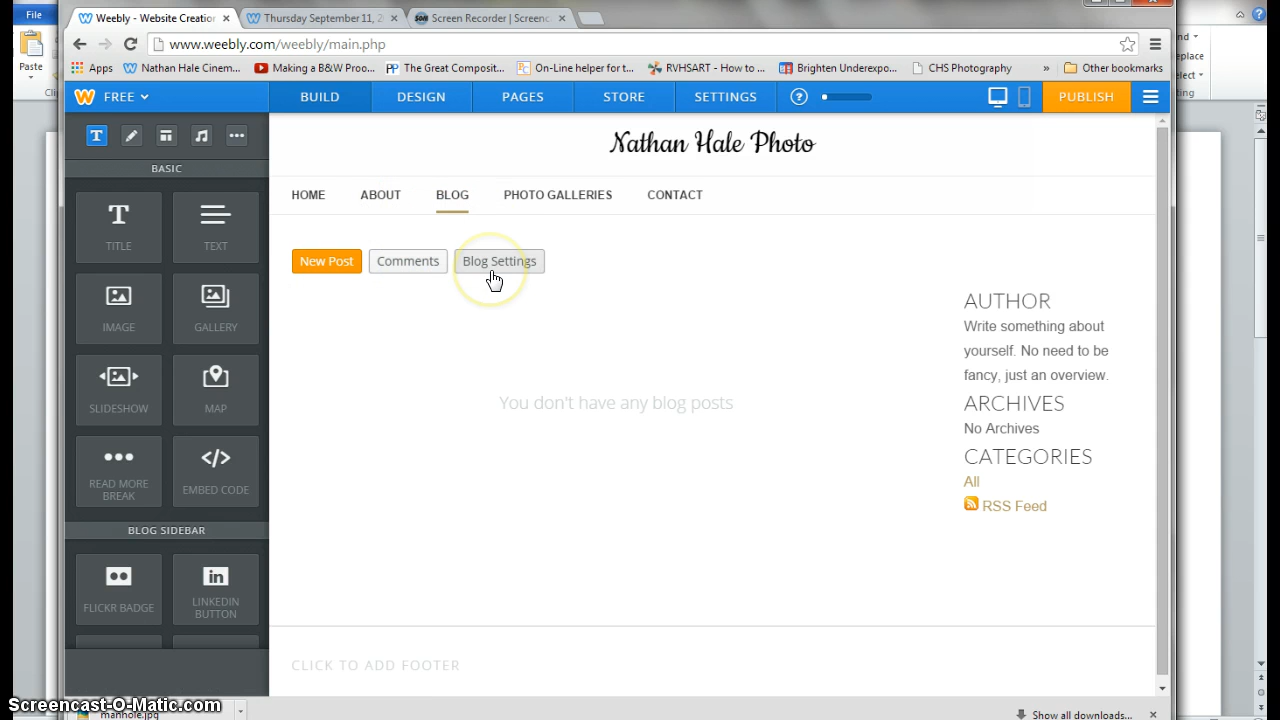 File
Weebly - Website Creation
Thursday September 11, 2
Screen Recorder | Screenc
www.weebly.com/weebly/main.php
Paste
Apps
Nathan Hale Cinem...
Making a B&W Proo...
The Great Composit...
On-Line helper for t...
RVHSART - How to ...
Brighten Underexpo...
CHS Photography
»
Other bookmarks
FREE
BUILD
DESIGN
PAGES
STORE
SETTINGS
?
PUBLISH
Nathan Hale Photo
BASIC
HOME
ABOUT
BLOG
PHOTO GALLERIES
CONTACT
TITLE
TEXT
New Post
Comments
Blog Settings
IMAGE
GALLERY
AUTHOR
Write something about
yourself. No need to be
fancy, just an overview.
SLIDESHOW
MAP
You don't have any blog posts
ARCHIVES
No Archives
CATEGORIES
All
RSS Feed
READ MORE
BREAK
EMBED CODE
BLOG SIDEBAR
FLICKR BADGE
LINKEDIN
BUTTON
CLICK TO ADD FOOTER
Screencast-O-Matic.com
manhole.jpg
Show all downloads...